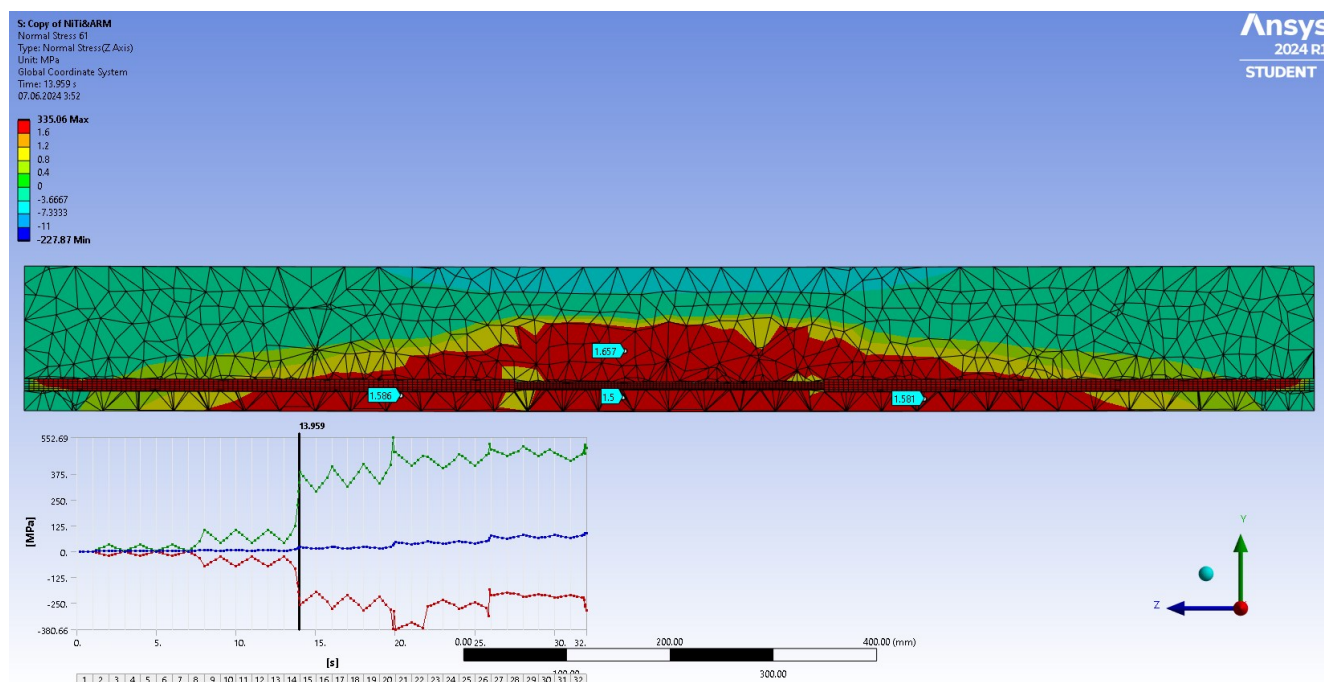 S: Copy of NiTi&ARM
Normal Stress 61
Type: Normal Stress(Z Axis)
Unit: MPa
Global Coordinate System
Time: 13.959 s
07.06.2024 3:52
Ansys
2024 R1
STUDENT
335.06 Max
1.6
1.2
0.8
0.4
0
-3.6667
-7.3333
-11
-227.87 Min
1.657
1.586
1.5
1.581
13.959
552.69
375.
250.
125.
0.
-125.
-250.
-380.66
[MPa]
0. 5. 10. 15. 20. 25. 30. 32.
[s]
1 2 3 4 5 6 7 8 9 10 11 12 13 14 15 16 17 18 19 20 21 22 23 24 25 26 27 28 29 30 31 32
0.00 200.00 400.00 (mm)
100.00 300.00
Y
Z